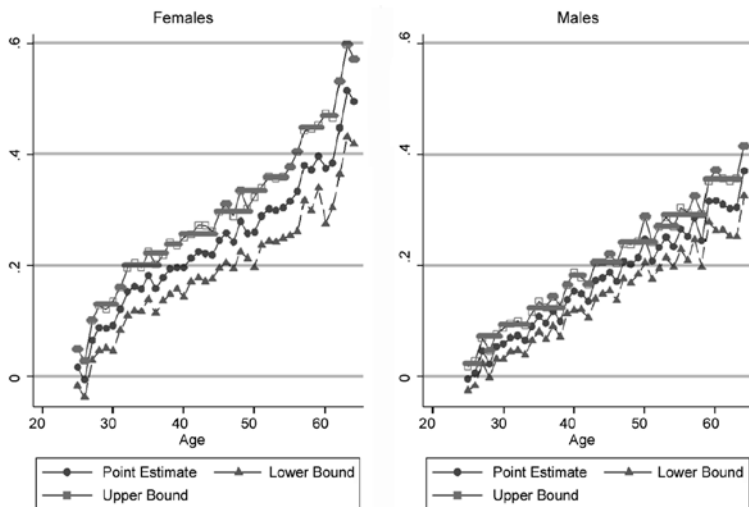 Females
Males
.6
.4
.2
0
20
30
40
50
60
Age
.6
.4
.2
0
20
30
40
50
60
Age
Point Estimate
Lower Bound
Upper Bound
Point Estimate
Lower Bound
Upper Bound